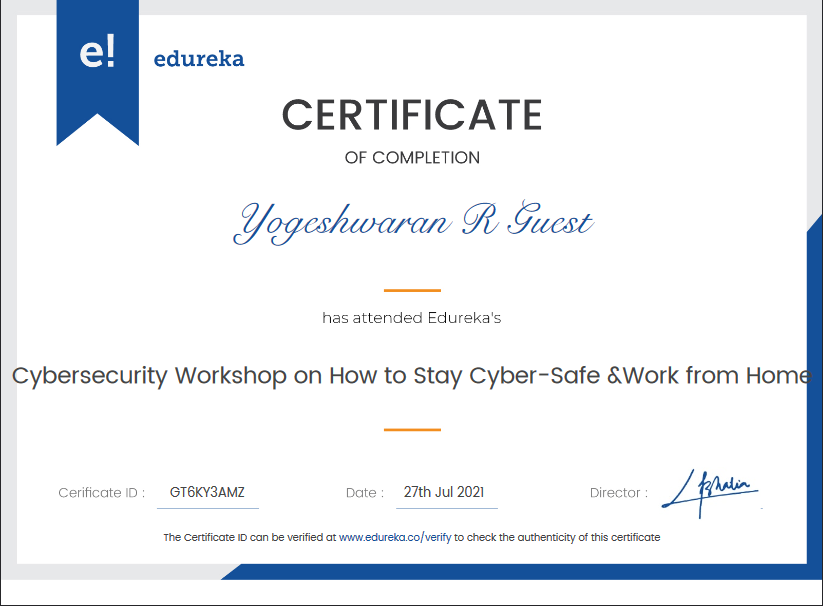 e!
edureka
CERTIFICATE
OF COMPLETION
Yogeshwaran R Guest
has attended Edureka's
Cybersecurity Workshop on How to Stay Cyber-Safe &Work from Home
Cerificate ID : GT6KY3AMZ Date : 27th Jul 2021 Director :
The Certificate ID can be verified at www.edureka.co/verify to check the authenticity of this certificate